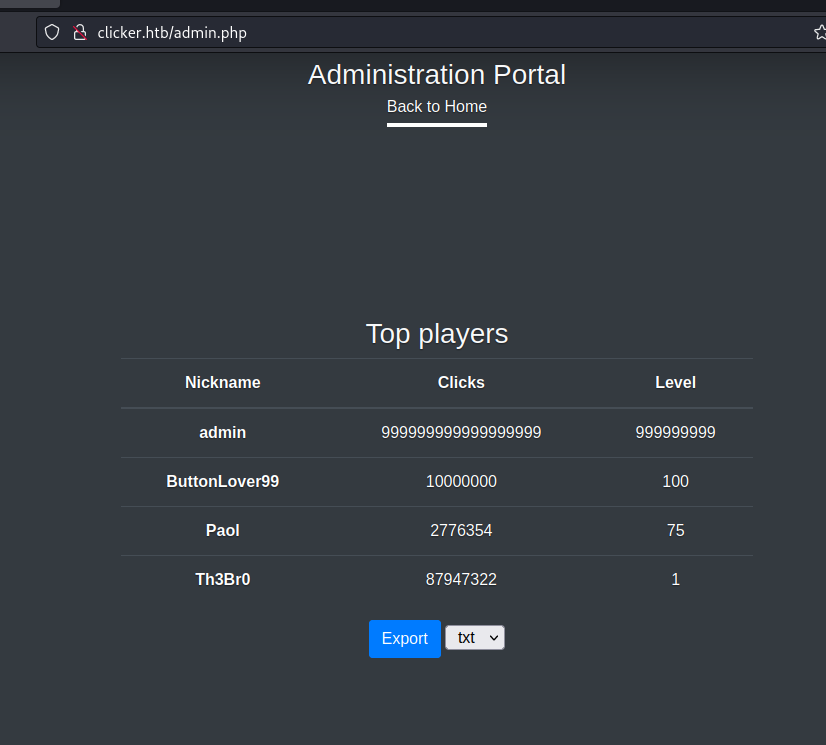 clicker.htb/admin.php
Administration Portal
Back to Home
Top players
Nickname Clicks Level
admin 999999999999999999 999999999
ButtonLover99 10000000 100
Paol 2776354 75
Th3Br0 87947322 1
Export txt